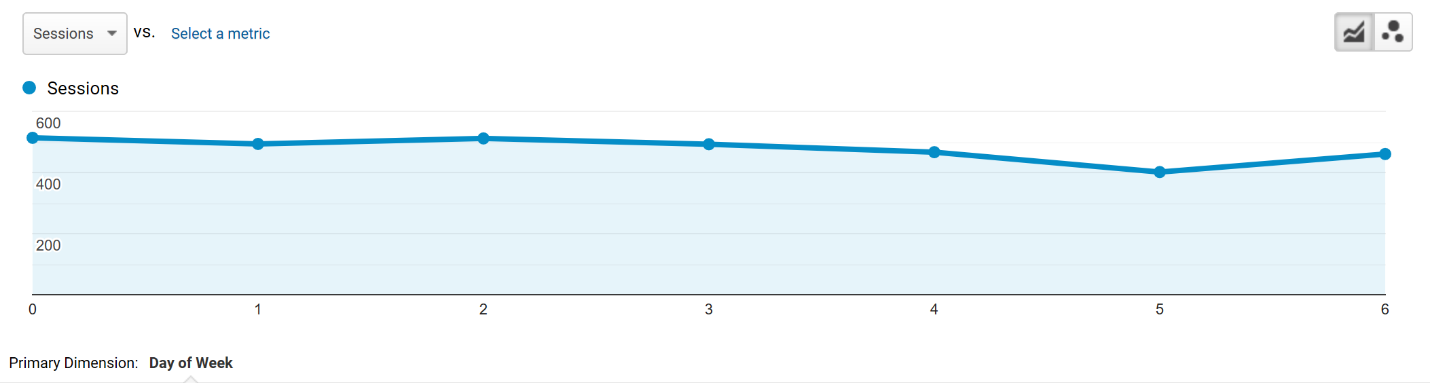 Sessions vs. Select a metric
Sessions
600
400
200
0 1 2 3 4 5 6
Primary Dimension: Day of Week